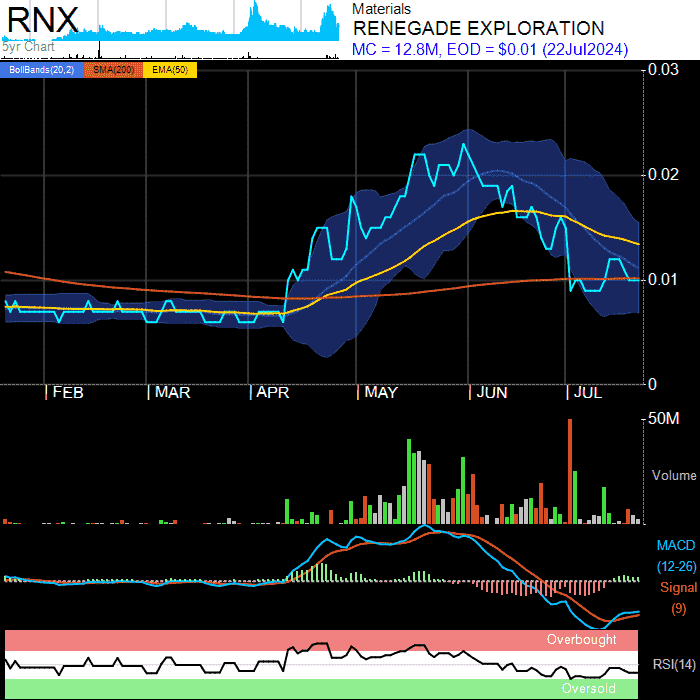 RNX
5yr Chart
Materials
RENEGADE EXPLORATION
MC = 12.8M, EOD = $0.01 (22Jul2024)
BollBands(20,2) SMA(200) EMA(50)
0.03
0.02
0.01
0
FEB MAR APR MAY JUN JUL
50M
Volume
MACD
(12-26)
Signal
(9)
Overbought
RSI(14)
Oversold